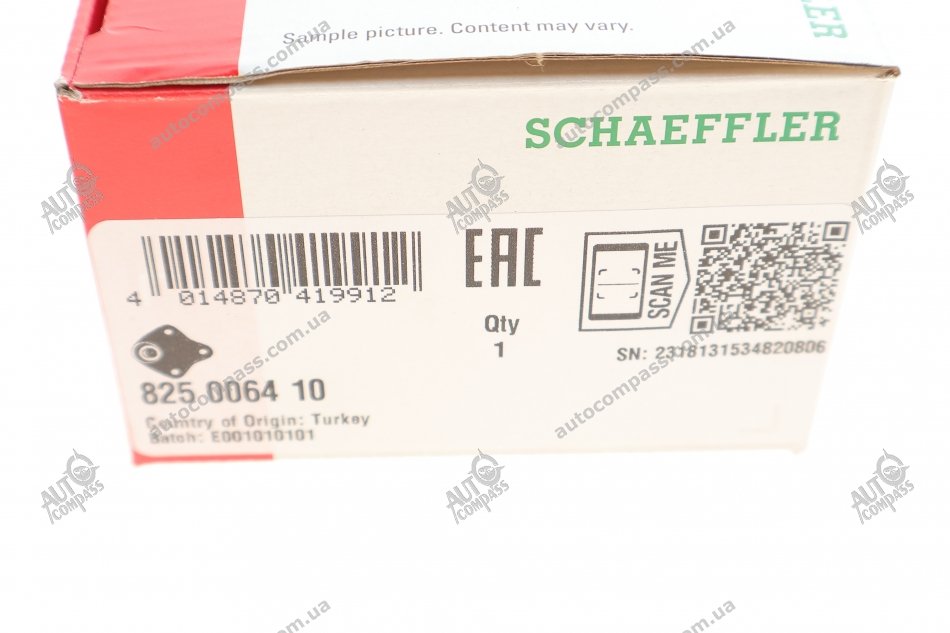 Sample picture. Content may vary.
LER
SCHAEFFLER
4 014870 419912
EAC
Qty
1
SCAN ME
SN: 2318131534820806
825 0064 10
Country of Origin: Turkey
Batch: E001010101
autocompass.com.ua
AUTO COMPASS